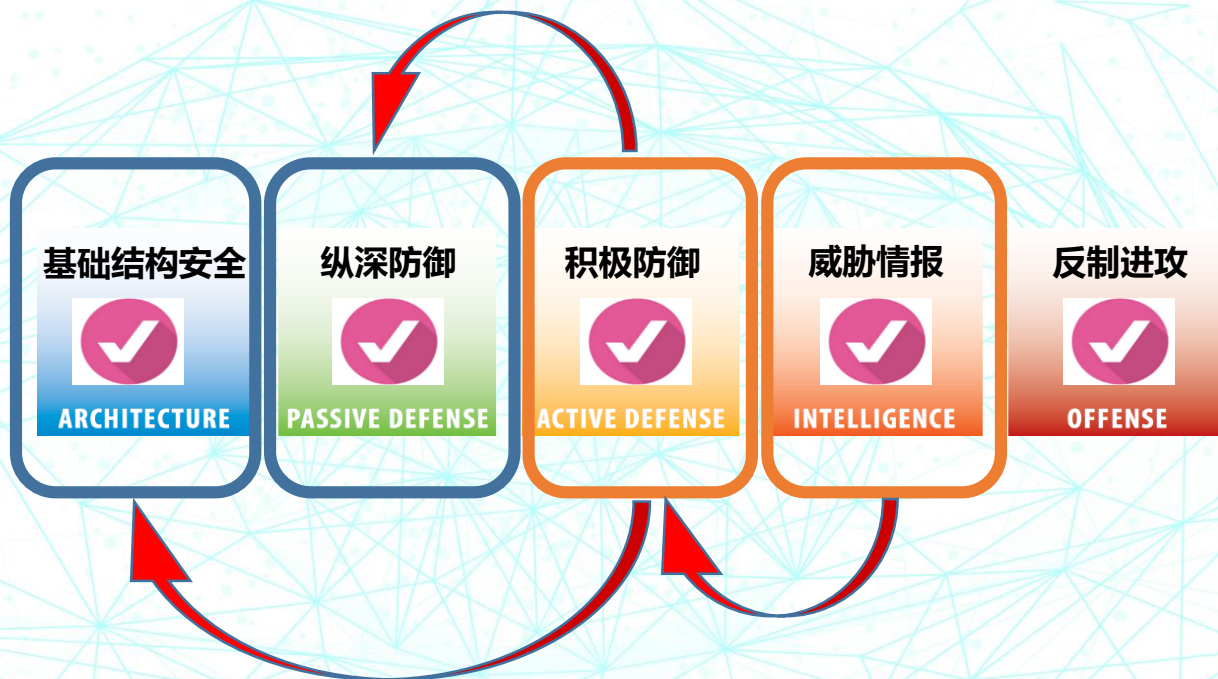 基础结构安全
纵深防御
积极防御
威胁情报
反制进攻
ARCHITECTURE
PASSIVE DEFENSE
ACTIVE DEFENSE
INTELLIGENCE
OFFENSE